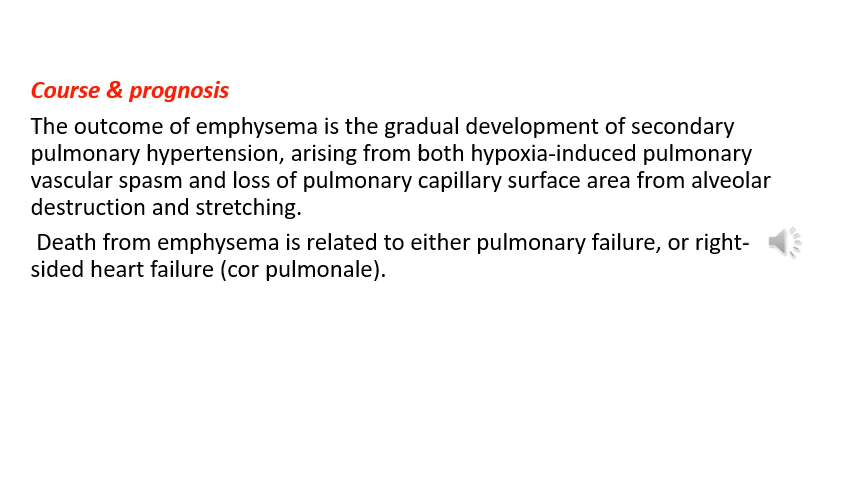 Course & prognosis
The outcome of emphysema is the gradual development of secondary
pulmonary hypertension, arising from both hypoxia-induced pulmonary
vascular spasm and loss of pulmonary capillary surface area from alveolar
destruction and stretching.
Death from emphysema is related to either pulmonary failure, or right-
sided heart failure (cor pulmonale).